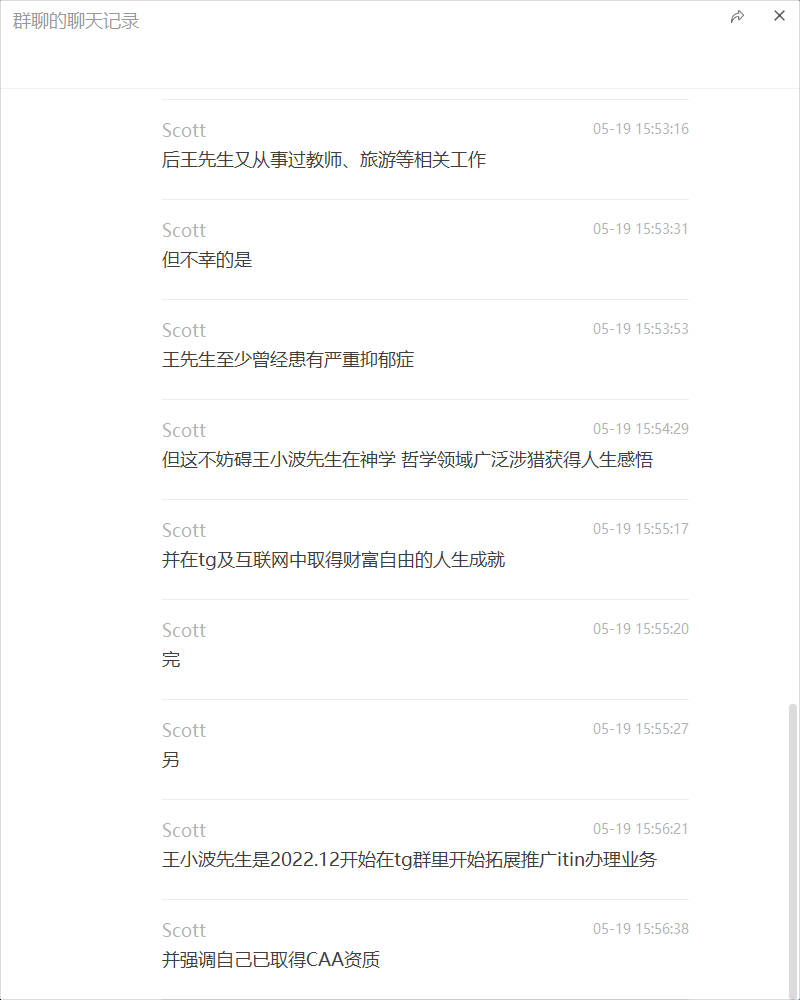 群聊的聊天记录
Scott
05-19 15:53:16
后王先生又从事过教师、旅游等相关工作
Scott
05-19 15:53:31
但不幸的是
Scott
05-19 15:53:53
王先生至少曾经患有严重抑郁症
Scott
05-19 15:54:29
但这不妨碍王小波先生在神学 哲学领域广泛涉猎获得人生感悟
Scott
05-19 15:55:17
并在tg及互联网中取得财富自由的人生成就
Scott
05-19 15:55:20
完
Scott
05-19 15:55:27
另
Scott
05-19 15:56:21
王小波先生是2022.12开始在tg群里开始拓展推广itin办理业务
Scott
05-19 15:56:38
并强调自己已取得CAA资质